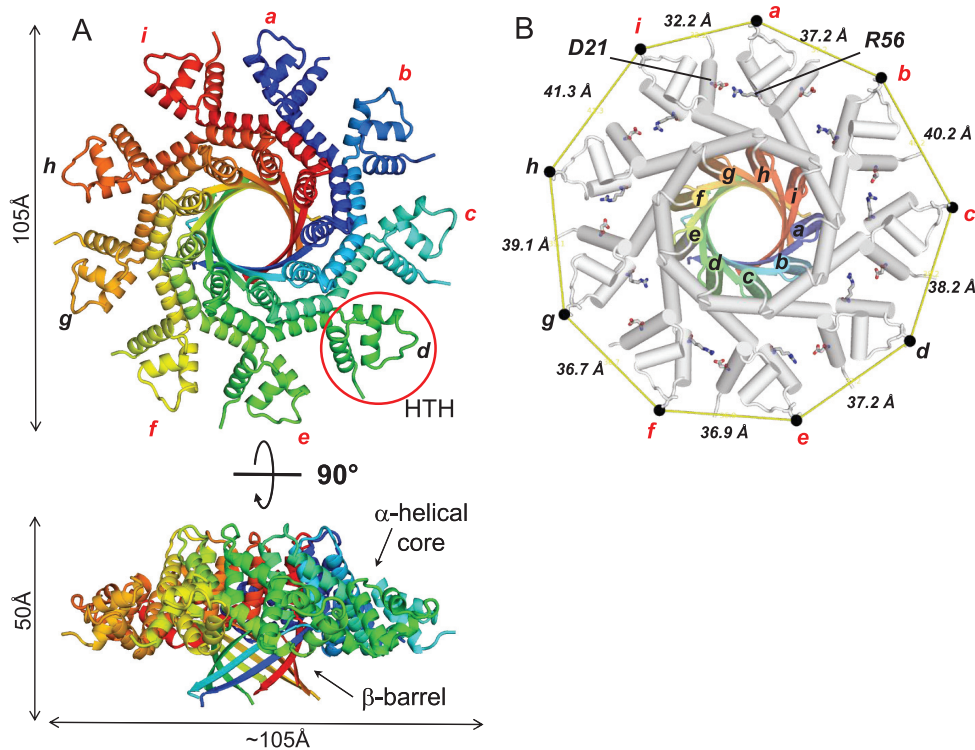 A
a
i
b
h
c
g
d
HTH
f
e
105Å
90°
α-helical
core
50Å
β-barrel
~105Å
B
a
i
32.2 Å
37.2 Å
D21
R56
b
41.3 Å
40.2 Å
h
g
h
f
i
c
e
a
39.1 Å
d
b
38.2 Å
c
g
d
36.7 Å
37.2 Å
f
36.9 Å
e